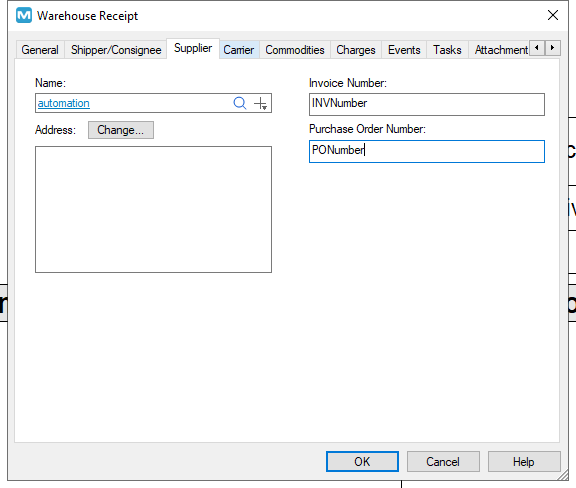 Warehouse Receipt
General Shipper/Consignee Supplier Carrier Commodities Charges Events Tasks Attachment
Name:
automation
Address: Change...
Invoice Number:
INVNumber
Purchase Order Number:
PONumber
OK Cancel Help